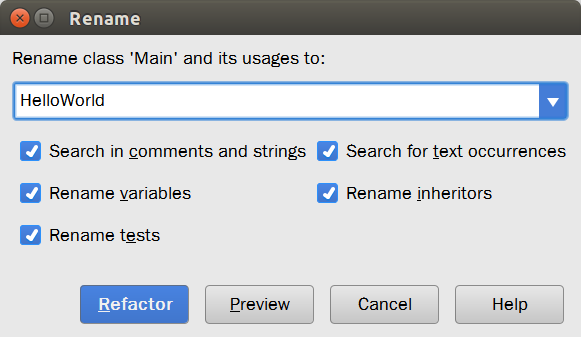 Rename
Rename class 'Main' and its usages to:
HelloWorld
Search in comments and strings Search for text occurrences
Rename variables Rename inheritors
Rename tests
Refactor Preview Cancel Help